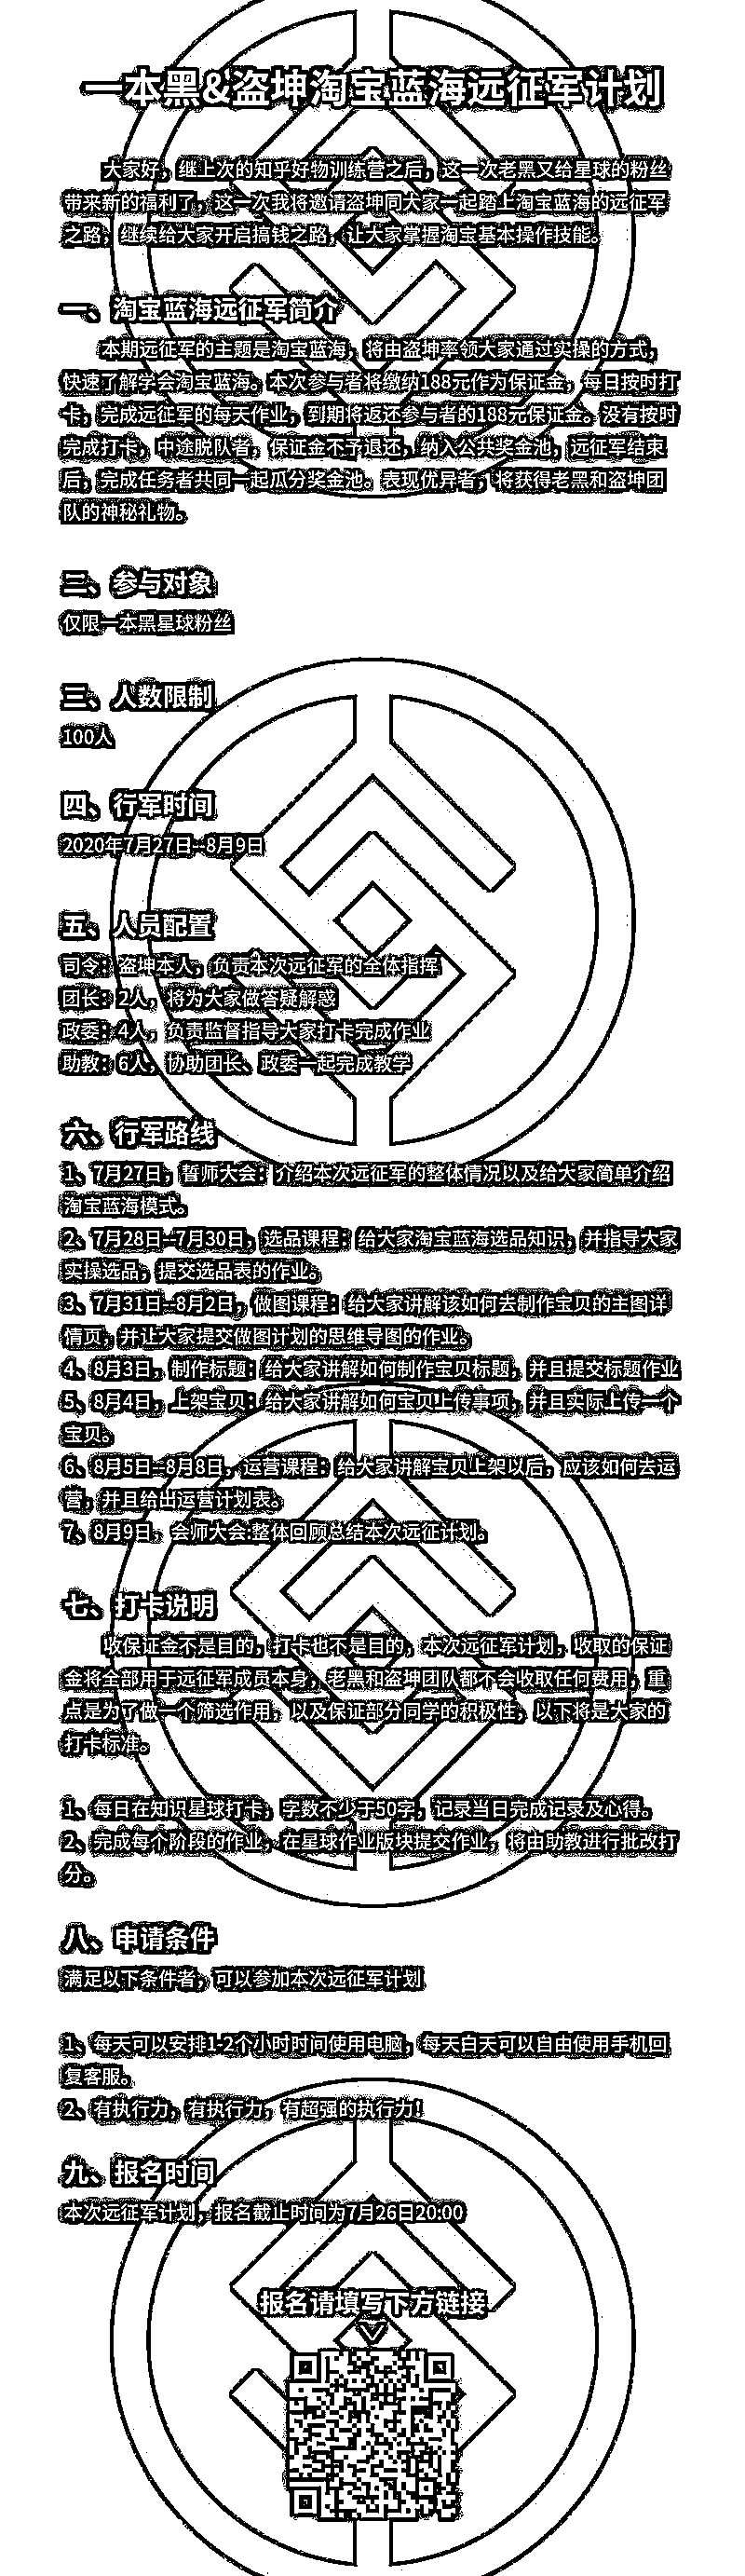 一本黑&盗坤淘宝蓝海远征军计划
大家好，继上次的知乎好物训练营之后，这一次老黑又给星球的粉丝
带来新的福利了，这一次我将邀请盗坤同大家一起踏上淘宝蓝海的远征军
之路，继续给大家开启搞钱之路，让大家掌握淘宝基本操作技能。
一、淘宝蓝海远征军简介
本期远征军的主题是淘宝蓝海，将由盗坤率领大家通过实操的方式，
快速了解学会淘宝蓝海。本次参与者将缴纳188元作为保证金，每日按时打
卡，完成远征军的每天作业，到期将返还参与者的188元保证金。没有按时
完成打卡，中途脱队者，保证金不予退还，纳入公共奖金池，远征军结束
后，完成任务者共同一起瓜分奖金池。表现优异者，将获得老黑和盗坤团
队的神秘礼物。
二、参与对象
仅限一本黑星球粉丝
三、人数限制
100人
四、行军时间
2020年7月27日--8月9日
五、人员配置
司令：盗坤本人，负责本次远征军的全体指挥
团长：2人，将为大家做答疑解惑
政委：4人，负责监督指导大家打卡完成作业
助教：6人，协助团长、政委一起完成教学
六、行军路线
1、7月27日，誓师大会：介绍本次远征军的整体情况以及给大家简单介绍
淘宝蓝海模式。
2、7月28日--7月30日，选品课程：给大家淘宝蓝海选品知识，并指导大家
实操选品，提交选品表的作业。
3、7月31日--8月2日，做图课程：给大家讲解该如何去制作宝贝的主图详
情页，并让大家提交做图计划的思维导图的作业。
4、8月3日，制作标题：给大家讲解如何制作宝贝标题，并且提交标题作业
5、8月4日，上架宝贝：给大家讲解如何宝贝上传事项，并且实际上传一个
宝贝。
6、8月5日--8月8日，运营课程：给大家讲解宝贝上架以后，应该如何去运
营，并且给出运营计划表。
7、8月9日，会师大会:整体回顾总结本次远征计划。
七、打卡说明
收保证金不是目的，打卡也不是目的，本次远征军计划，收取的保证
金将全部用于远征军成员本身，老黑和盗坤团队都不会收取任何费用，重
点是为了做一个筛选作用，以及保证部分同学的积极性，以下将是大家的
打卡标准。
1、每日在知识星球打卡，字数不少于50字，记录当日完成记录及心得。
2、完成每个阶段的作业，在星球作业版块提交作业，将由助教进行批改打
分。
八、申请条件
满足以下条件者，可以参加本次远征军计划
1、每天可以安排1-2个小时时间使用电脑，每天白天可以自由使用手机回
复客服。
2、有执行力，有执行力，有超强的执行力！
九、报名时间
本次远征军计划，报名截止时间为7月26日20:00
报名请填写下方链接